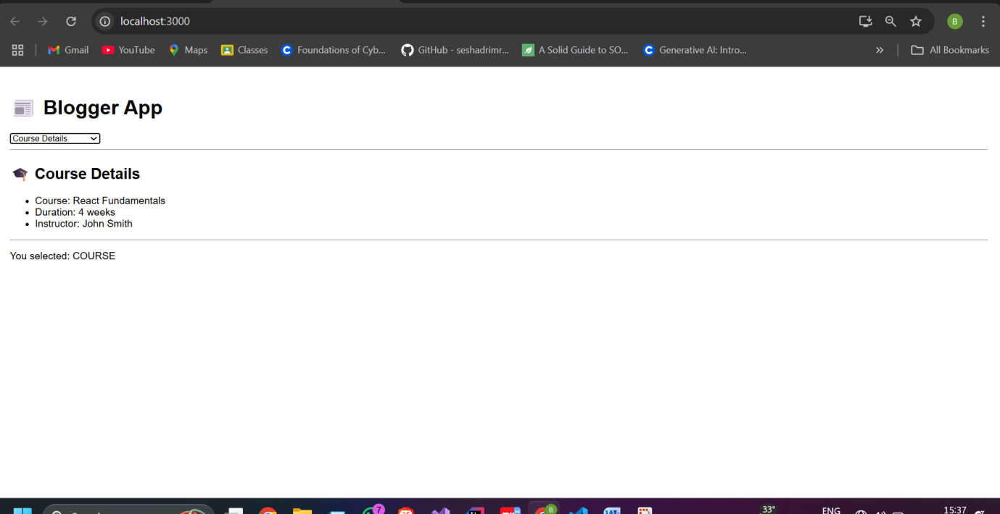 localhost:3000
Gmail YouTube Maps Classes Foundations of Cyb... GitHub - seshadrimr... A Solid Guide to SO... Generative AI: Intro... » All Bookmarks
Blogger App
Course Details
Course Details
Course: React Fundamentals
Duration: 4 weeks
Instructor: John Smith
You selected: COURSE
7
B
33°
ENG
15:37